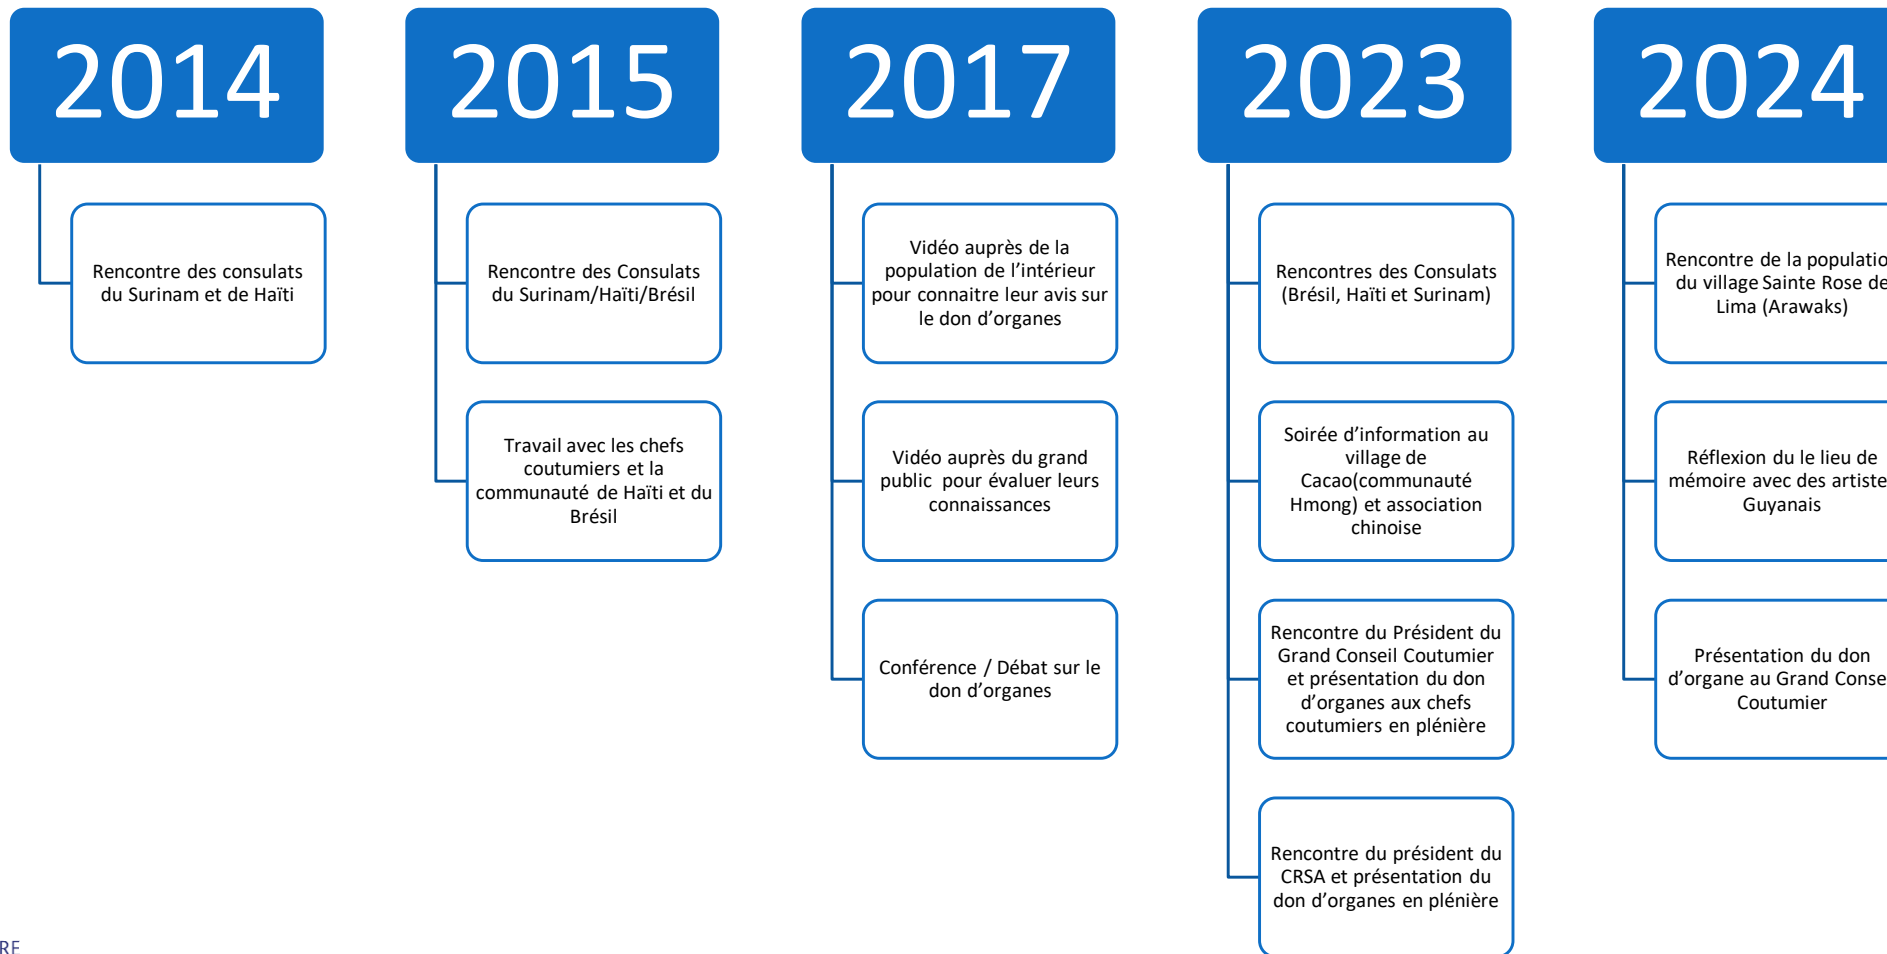 2014
Rencontre des consulats
du Surinam et de Haïti
2015
Rencontre des Consulats
du Surinam/Haïti/Brésil
Travail avec les chefs
coutumiers et la
communauté de Haïti et du
Brésil
2017
Vidéo auprès de la
population de l’intérieur
pour connaitre leur avis sur
le don d’organes
Vidéo auprès du grand
public pour évaluer leurs
connaissances
Conférence / Débat sur le
don d’organes
2023
Rencontres des Consulats
(Brésil, Haïti et Surinam)
Soirée d’information au
village de
Cacao(communauté
Hmong) et association
chinoise
Rencontre du Président du
Grand Conseil Coutumier
et présentation du don
d’organes aux chefs
coutumiers en plénière
Rencontre du président du
CRSA et présentation du
don d’organes en plénière
2024
Rencontre de la populatio
du village Sainte Rose de
Lima (Arawaks)
Réflexion du le lieu de
mémoire avec des artiste
Guyanais
Présentation du don
d’organe au Grand Conse
Coutumier
RE